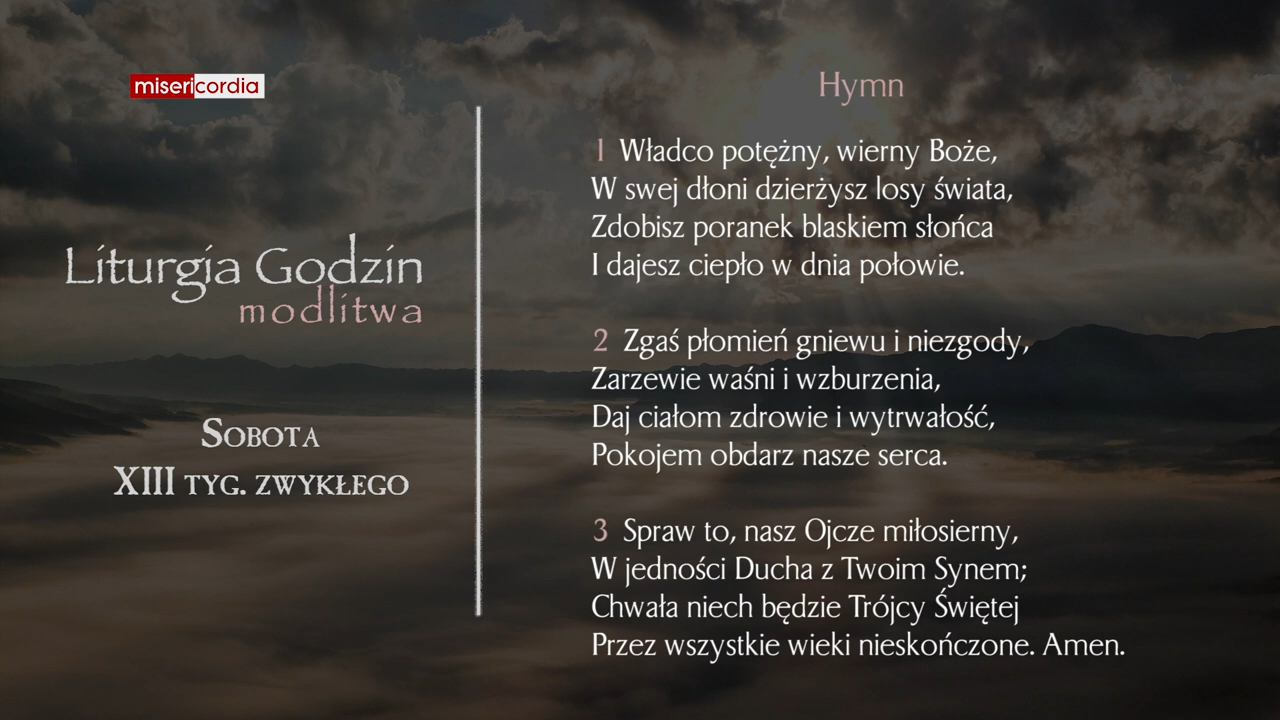 misericordia
Liturgia Godzin
modlitwa
Sobota
XIII tyg. zwykłego
Hymn
1 Władco potężny, wierny Boże,
W swej dłoni dzierżysz losy świata,
Zdobisz poranek blaskiem słońca
I dajesz ciepło w dnia połowie.
2 Zgaś płomień gniewu i niezgody,
Zarzewie waśni i wzburzenia,
Daj ciałom zdrowie i wytrwałość,
Pokojem obdarz nasze serca.
3 Spraw to, nasz Ojcze miłosierny,
W jedności Ducha z Twoim Synem;
Chwała niech będzie Trójcy Świętej
Przez wszystkie wieki nieskończone. Amen.